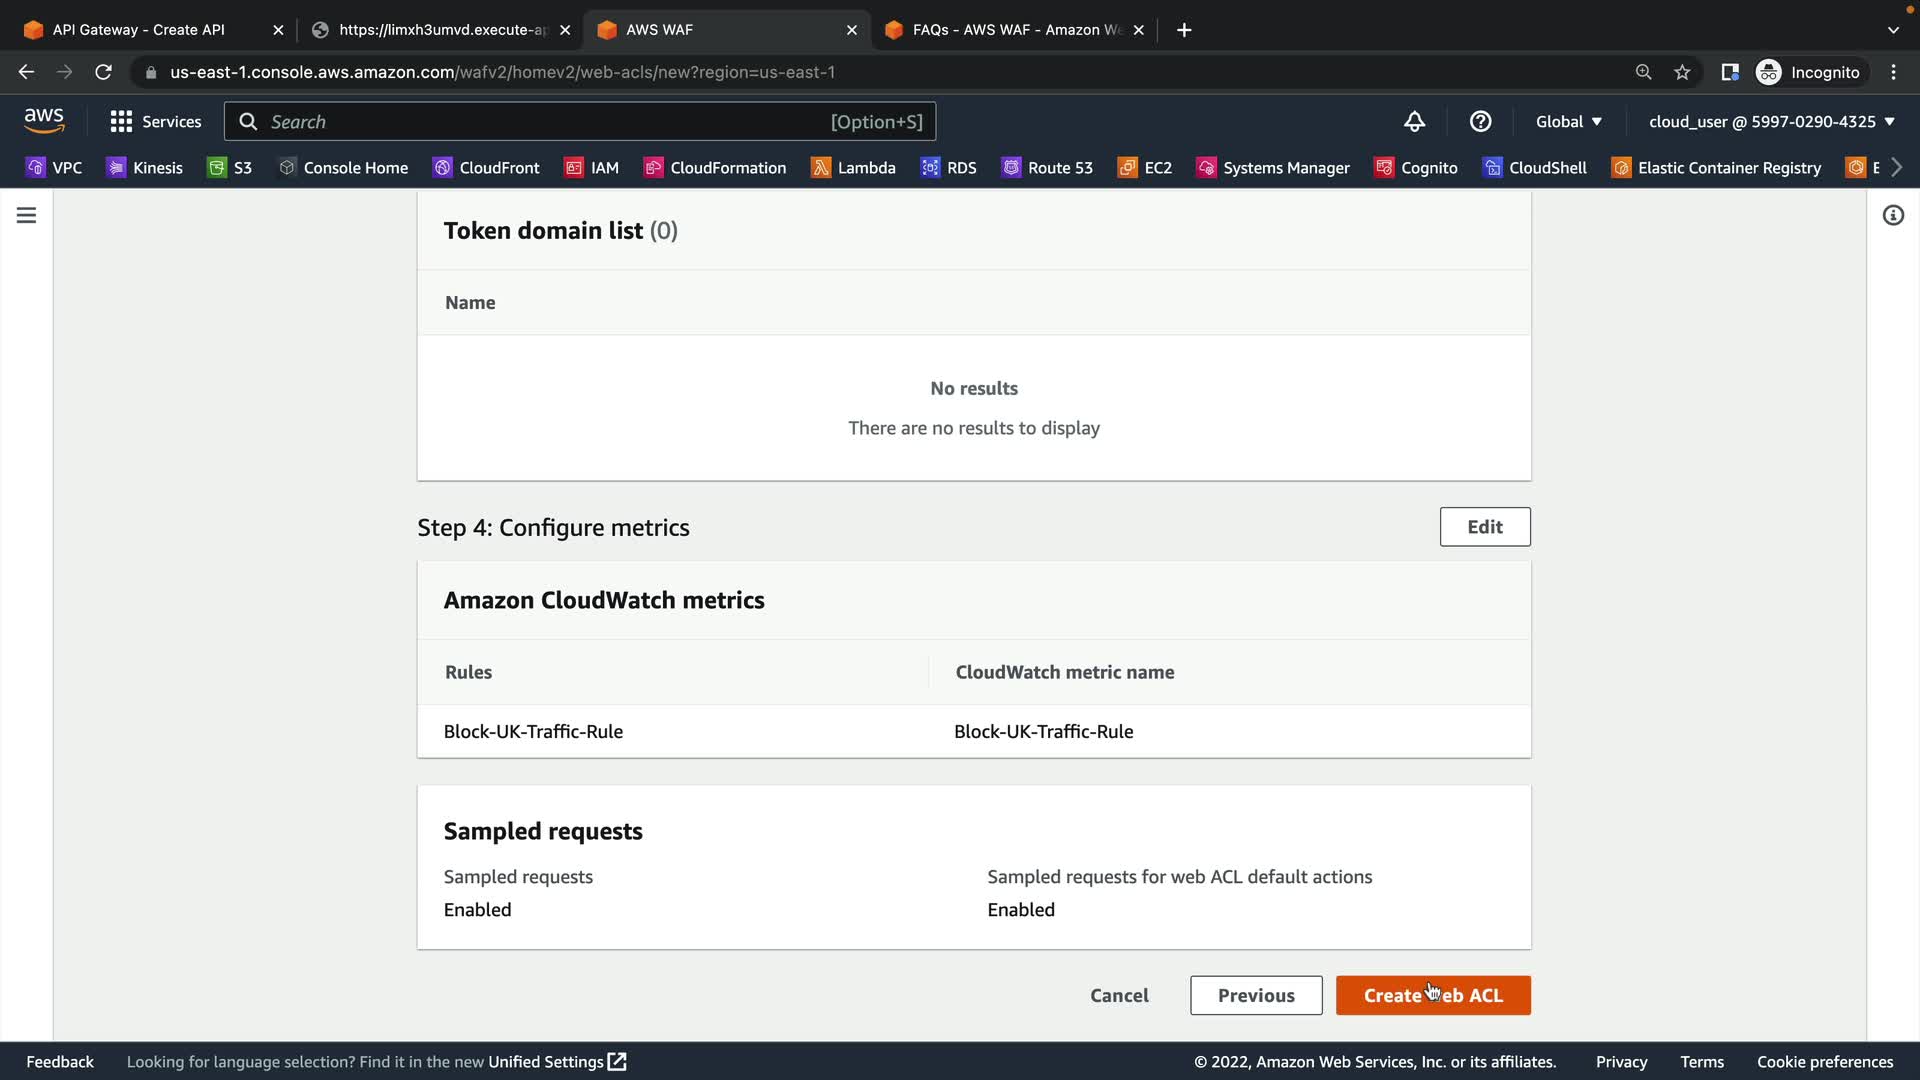 API Gateway - Create API
https://limxh3umvd.execute-ap
AWS WAF
FAQs - AWS WAF - Amazon We
us-east-1.console.aws.amazon.com/wafv2/homev2/web-acls/new?region=us-east-1
Incognito
aws
Services
Search
[Option+S]
Global
cloud_user @ 5997-0290-4325
VPC
Kinesis
S3
Console Home
CloudFront
IAM
CloudFormation
Lambda
RDS
Route 53
EC2
Systems Manager
Cognito
CloudShell
Elastic Container Registry
E
Token domain list (0)
Name
No results
There are no results to display
Step 4: Configure metrics
Edit
Amazon CloudWatch metrics
Rules
CloudWatch metric name
Block-UK-Traffic-Rule
Block-UK-Traffic-Rule
Sampled requests
Sampled requests
Sampled requests for web ACL default actions
Enabled
Enabled
Cancel
Previous
Create web ACL
Feedback
Looking for language selection? Find it in the new Unified Settings
© 2022, Amazon Web Services, Inc. or its affiliates.
Privacy
Terms
Cookie preferences